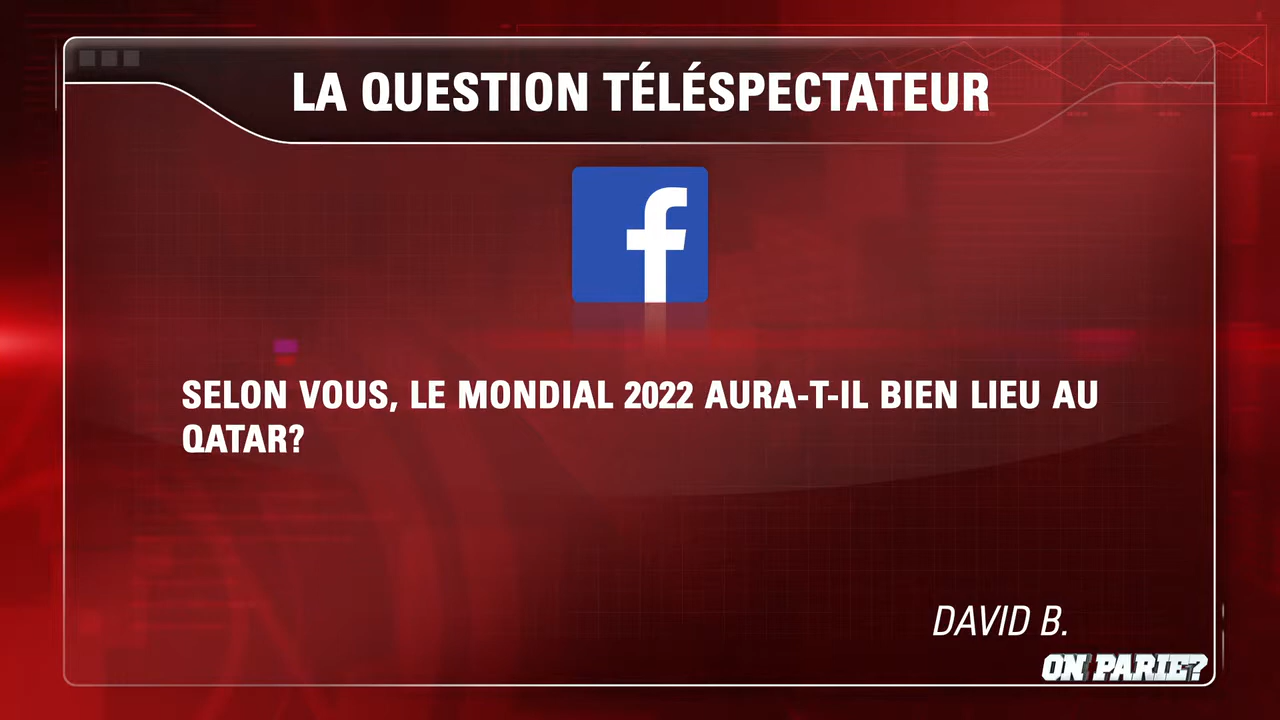 LA QUESTION TÉLÉSPECTATEUR
f
SELON VOUS, LE MONDIAL 2022 AURA-T-IL BIEN LIEU AU
QATAR?
DAVID B.
ON PARIE?